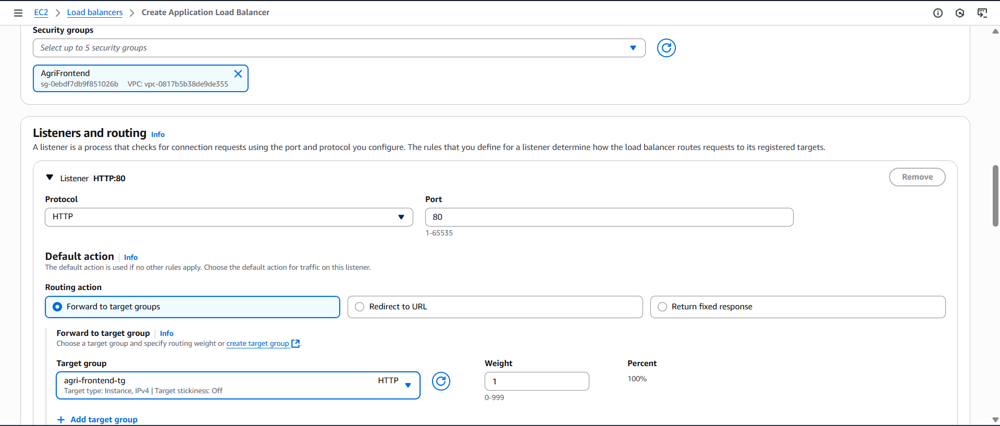 EC2 > Load balancers > Create Application Load Balancer
Security groups
Select up to 5 security groups
AgriFrontend
sg-0ebdf7db9f851026b VPC: vpc-0817b5b38de9de355
Listeners and routing Info
A listener is a process that checks for connection requests using the port and protocol you configure. The rules that you define for a listener determine how the load balancer routes requests to its registered targets.
Listener HTTP:80
Remove
Protocol Port
HTTP 80
1-65535
Default action Info
The default action is used if no other rules apply. Choose the default action for traffic on this listener.
Routing action
Forward to target groups Redirect to URL Return fixed response
Forward to target group Info
Choose a target group and specify routing weight or create target group.
Target group Weight Percent
agri-frontend-tg HTTP 1 100%
Target type: Instance, IPv4 | Target stickiness: Off
0-999
+ Add target group